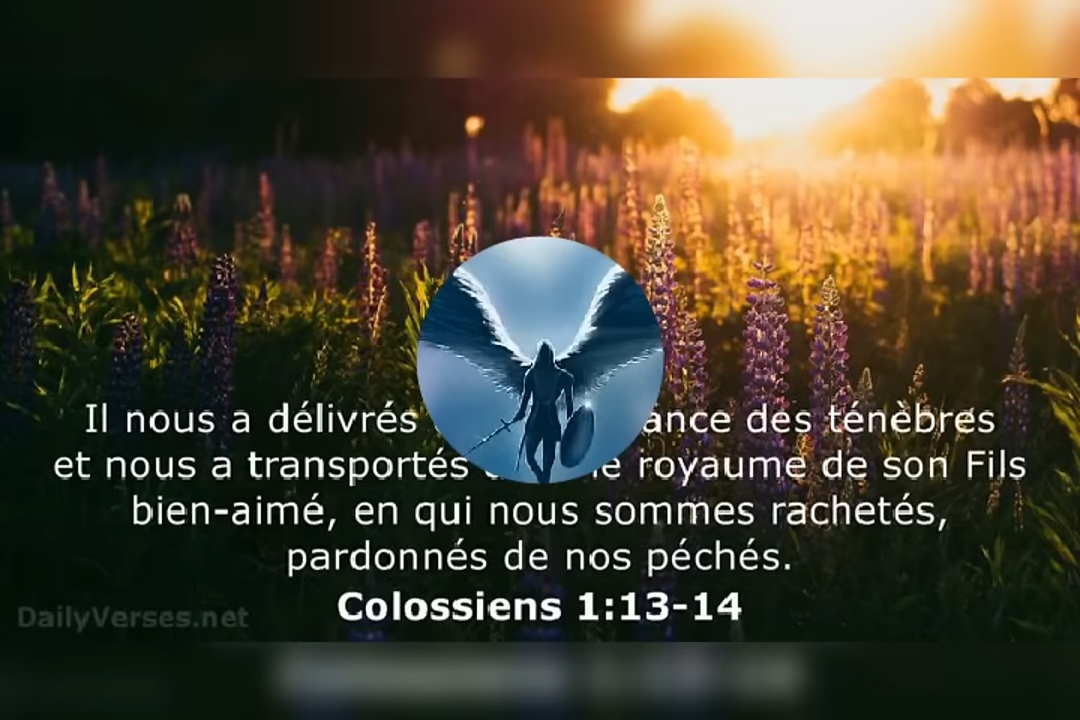 Il nous a délivrés des ténèbres
et nous a transportés royaume de son Fils
bien-aimé, en qui nous sommes rachetés,
pardonnés de nos péchés.
Colossiens 1:13-14
DailyVerses.net